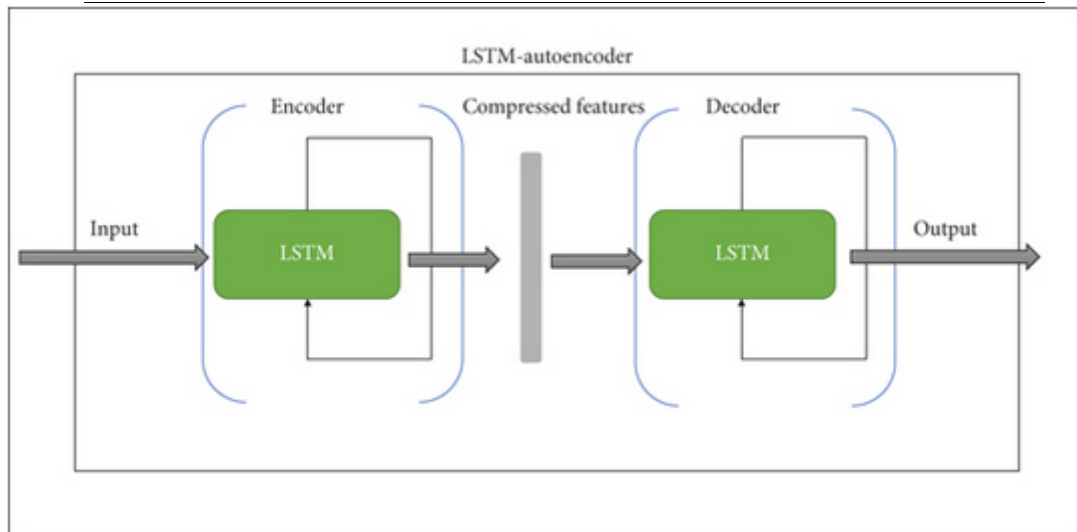 LSTM-autoencoder
Encoder
Compressed features
Decoder
Input
LSTM
LSTM
Output